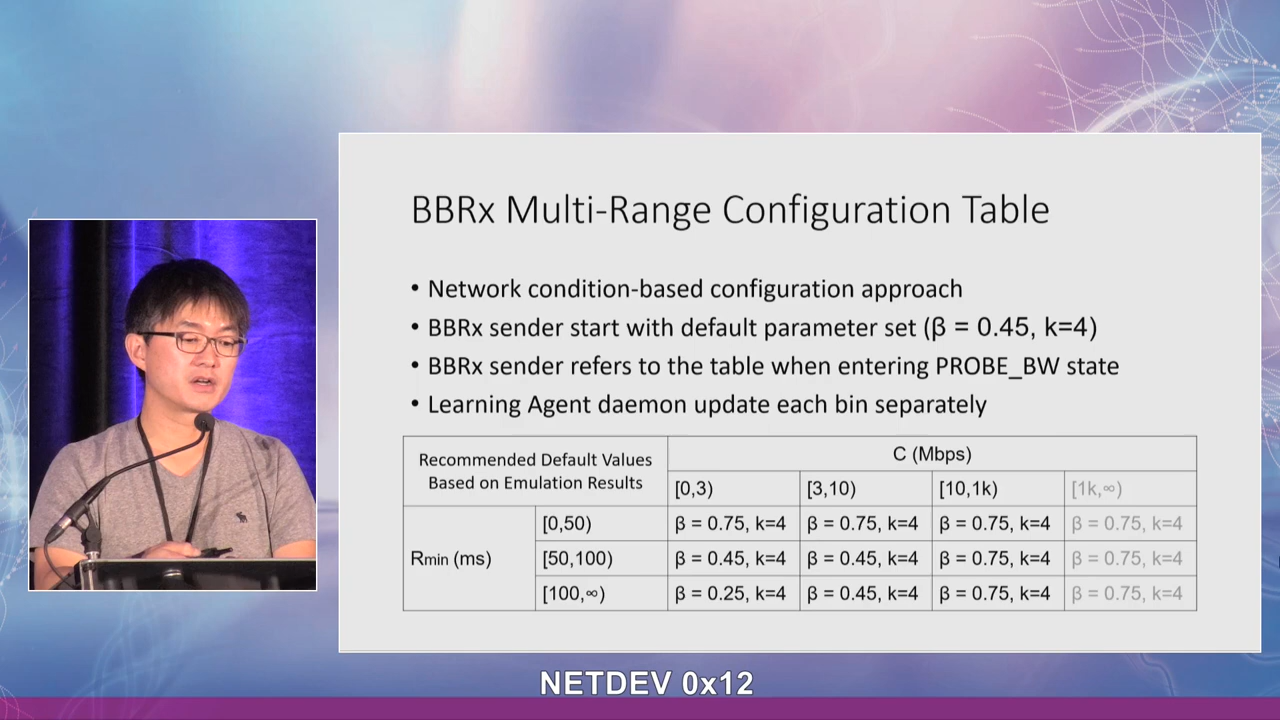 BBRx Multi-Range Configuration Table
• Network condition-based configuration approach
• BBRx sender start with default parameter set (β = 0.45, k=4)
• BBRx sender refers to the table when entering PROBE_BW state
• Learning Agent daemon update each bin separately
Recommended Default Values
Based on Emulation Results
C (Mbps)
[0,3) [3,10) [10,1k) [1k,∞)
Rmin (ms)
[0,50) β = 0.75, k=4 β = 0.75, k=4 β = 0.75, k=4 β = 0.75, k=4
[50,100) β = 0.45, k=4 β = 0.45, k=4 β = 0.75, k=4 β = 0.75, k=4
[100,∞) β = 0.25, k=4 β = 0.45, k=4 β = 0.75, k=4 β = 0.75, k=4
NETDEV 0x12